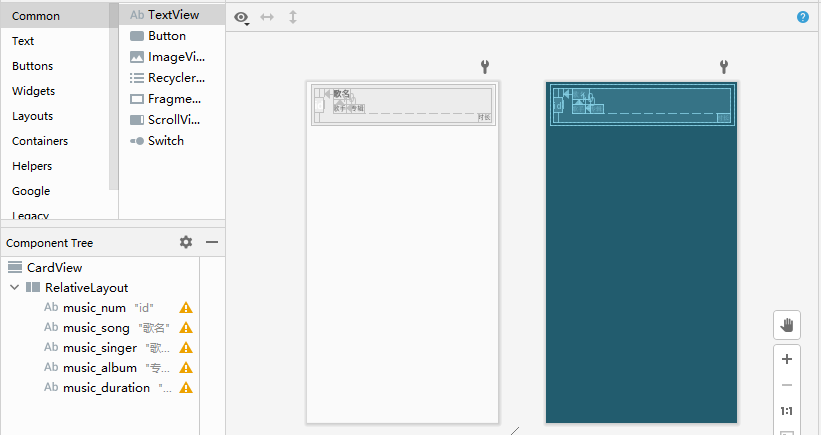 Common
Text
Buttons
Widgets
Layouts
Containers
Helpers
Google
Legacy
Ab TextView
Button
ImageVi...
Recycler...
Fragme...
ScrollVi...
Switch
Component Tree
CardView
RelativeLayout
Ab music_num "id"
Ab music_song "歌名"
Ab music_singer "歌...
Ab music_album "专...
Ab music_duration "...
?
歌名
歌手
专辑
时长
1:1